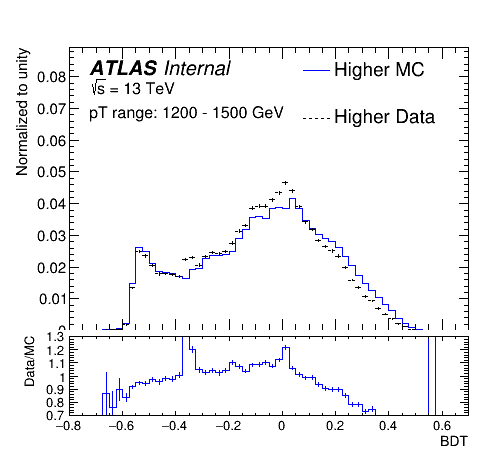 ATLAS Internal
√s = 13 TeV
pT range: 1200 - 1500 GeV
Higher MC
Higher Data
Normalized to unity
0.08
0.07
0.06
0.05
0.04
0.03
0.02
0.01
0
Data/MC
1.3
1.2
1.1
1
0.9
0.8
0.7
−0.8 −0.6 −0.4 −0.2 0 0.2 0.4 0.6
BDT